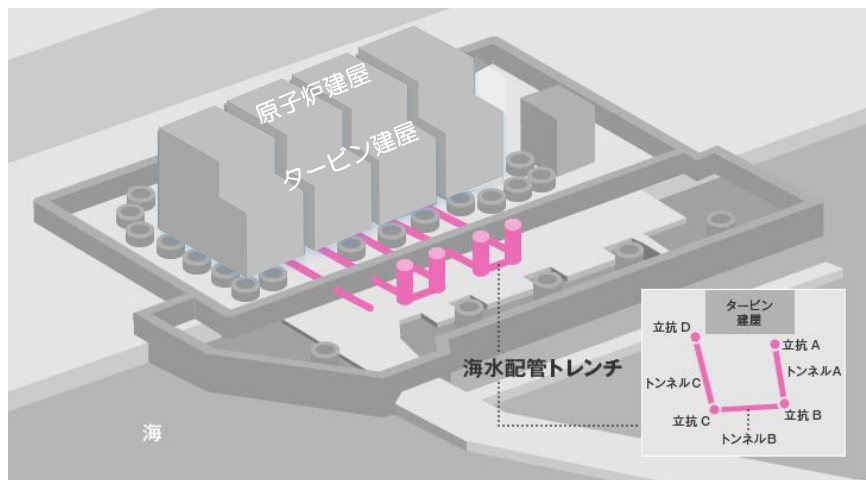 原子炉建屋
タービン建屋
海水配管トレンチ
海
タービン
建屋
立抗 D
立抗 A
トンネルC
トンネルA
立抗 C
立抗 B
トンネルB